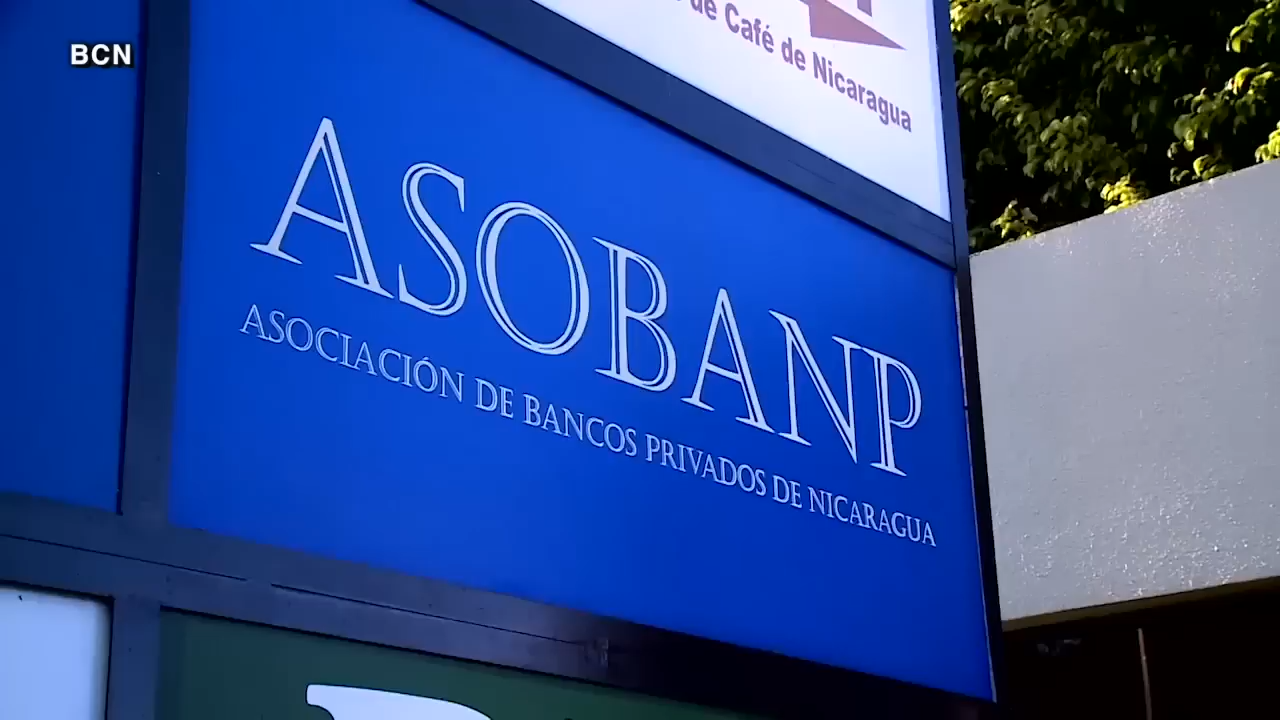 BCN
de Café de Nicaragua
ASOBANP
ASOCIACIÓN DE BANCOS PRIVADOS DE NICARAGUA